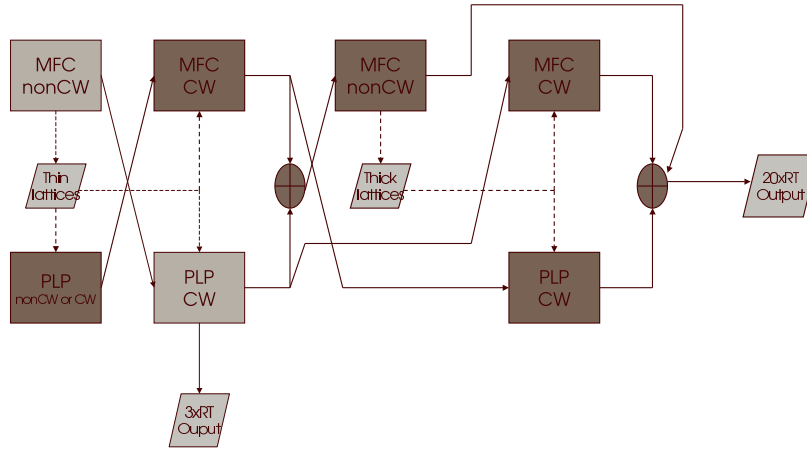 MFC
nonCW
MFC
CW
MFC
nonCW
MFC
CW
Thin
lattices
Thick
lattices
20xRT
Output
PLP
nonCW or CW
PLP
CW
PLP
CW
3xRT
Ouput